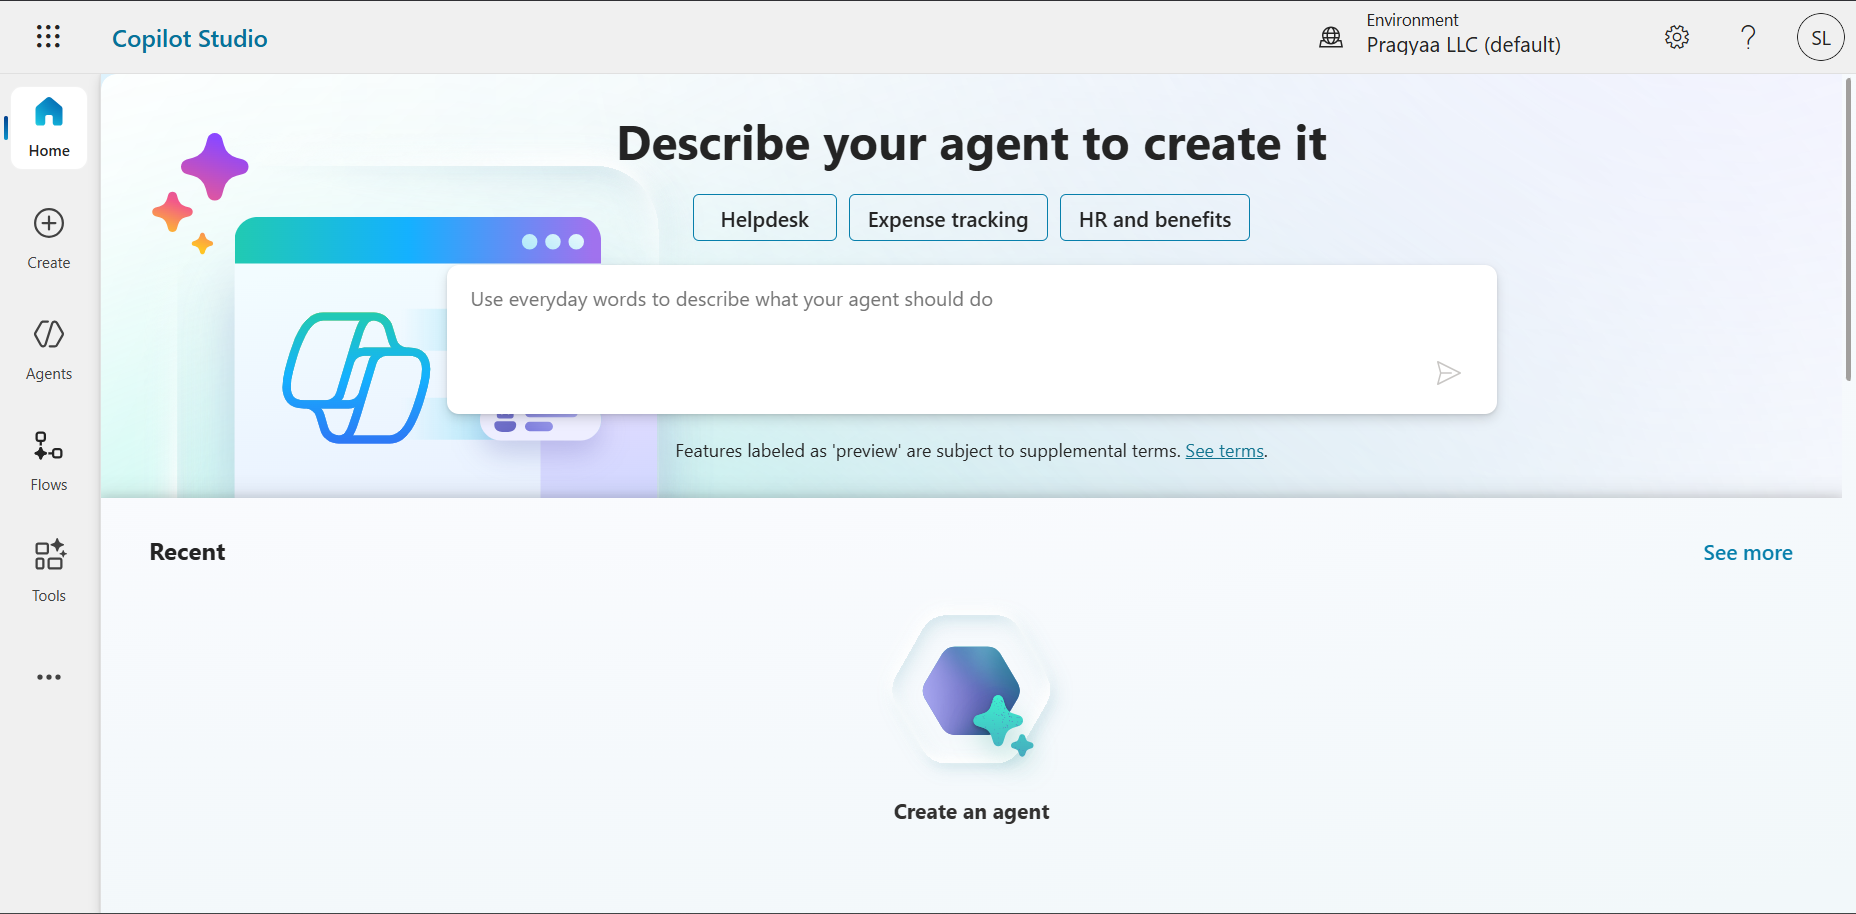 Copilot Studio
Environment
Pragyaa LLC (default)
SL
Home
Create
Agents
Flows
Tools
Describe your agent to create it
Helpdesk
Expense tracking
HR and benefits
Use everyday words to describe what your agent should do
Features labeled as 'preview' are subject to supplemental terms. See terms.
Recent
See more
Create an agent